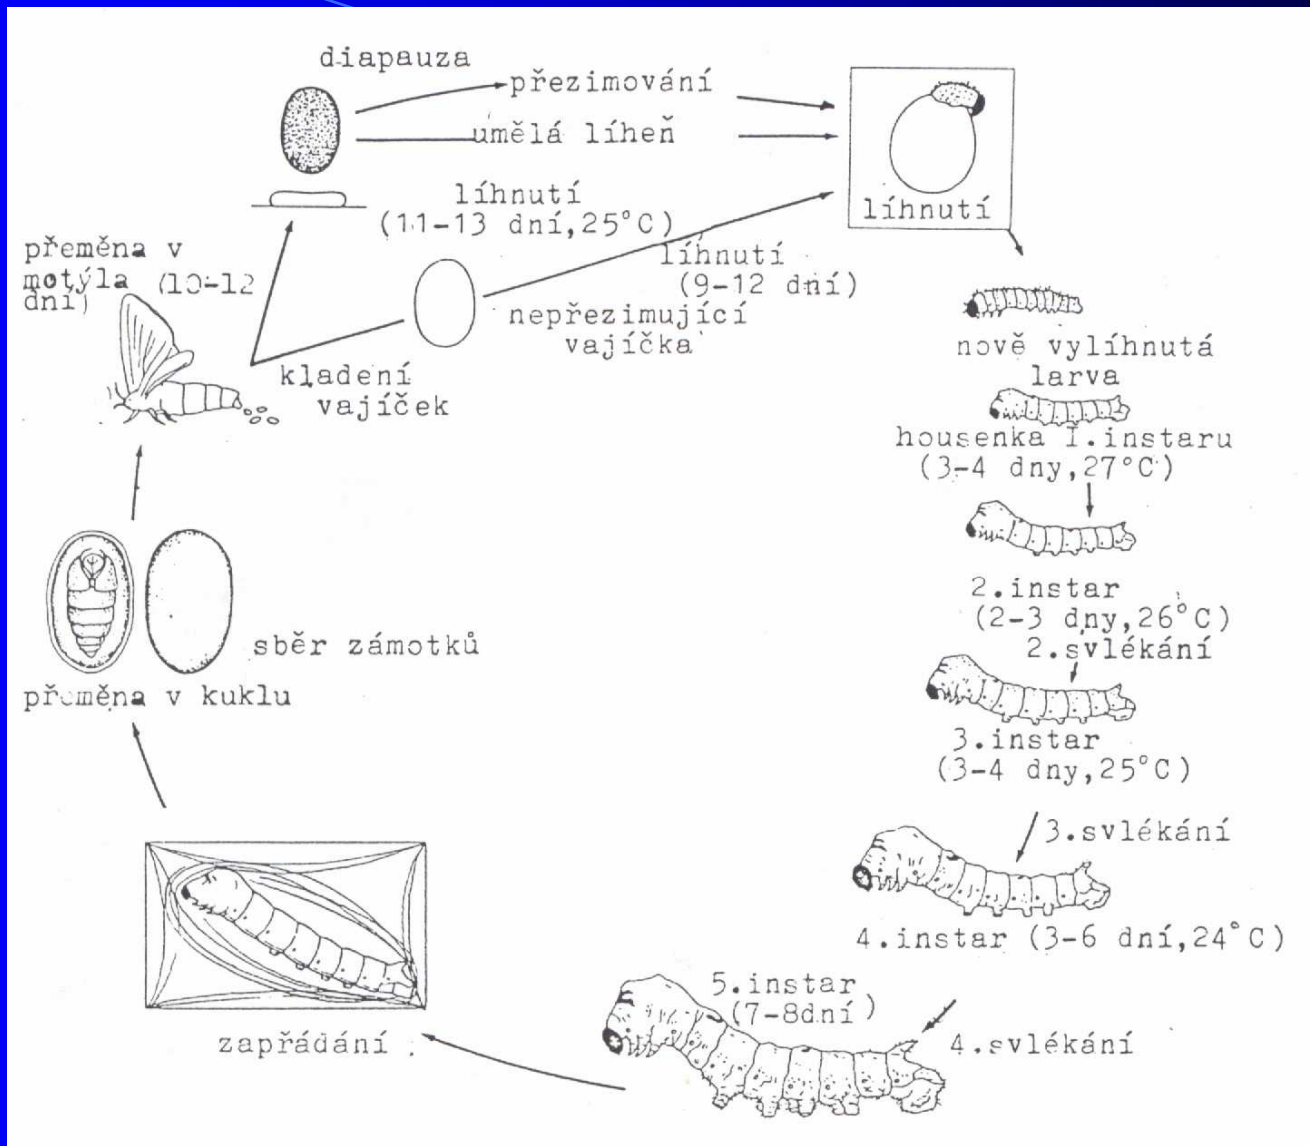 diapauza
přezimování
umělá líheň
líhnutí
(11-13 dní,25°C)
líhnutí
líhnutí
(9-12 dní)
nepřezimující
vajíčka
přeměna v
motýla (10-12
dní)
kladení
vajíček
nově vylíhnutá
larva
housenka I.instaru
(3-4 dny,27°C)
2.instar
(2-3 dny,26°C)
2.svlékání
3.instar
(3-4 dny,25°C)
3.svlékání
4.instar (3-6 dní,24°C)
4.svlékání
5.instar
(7-8dní)
zapřádání
sběr zámotků
přeměna v kuklu